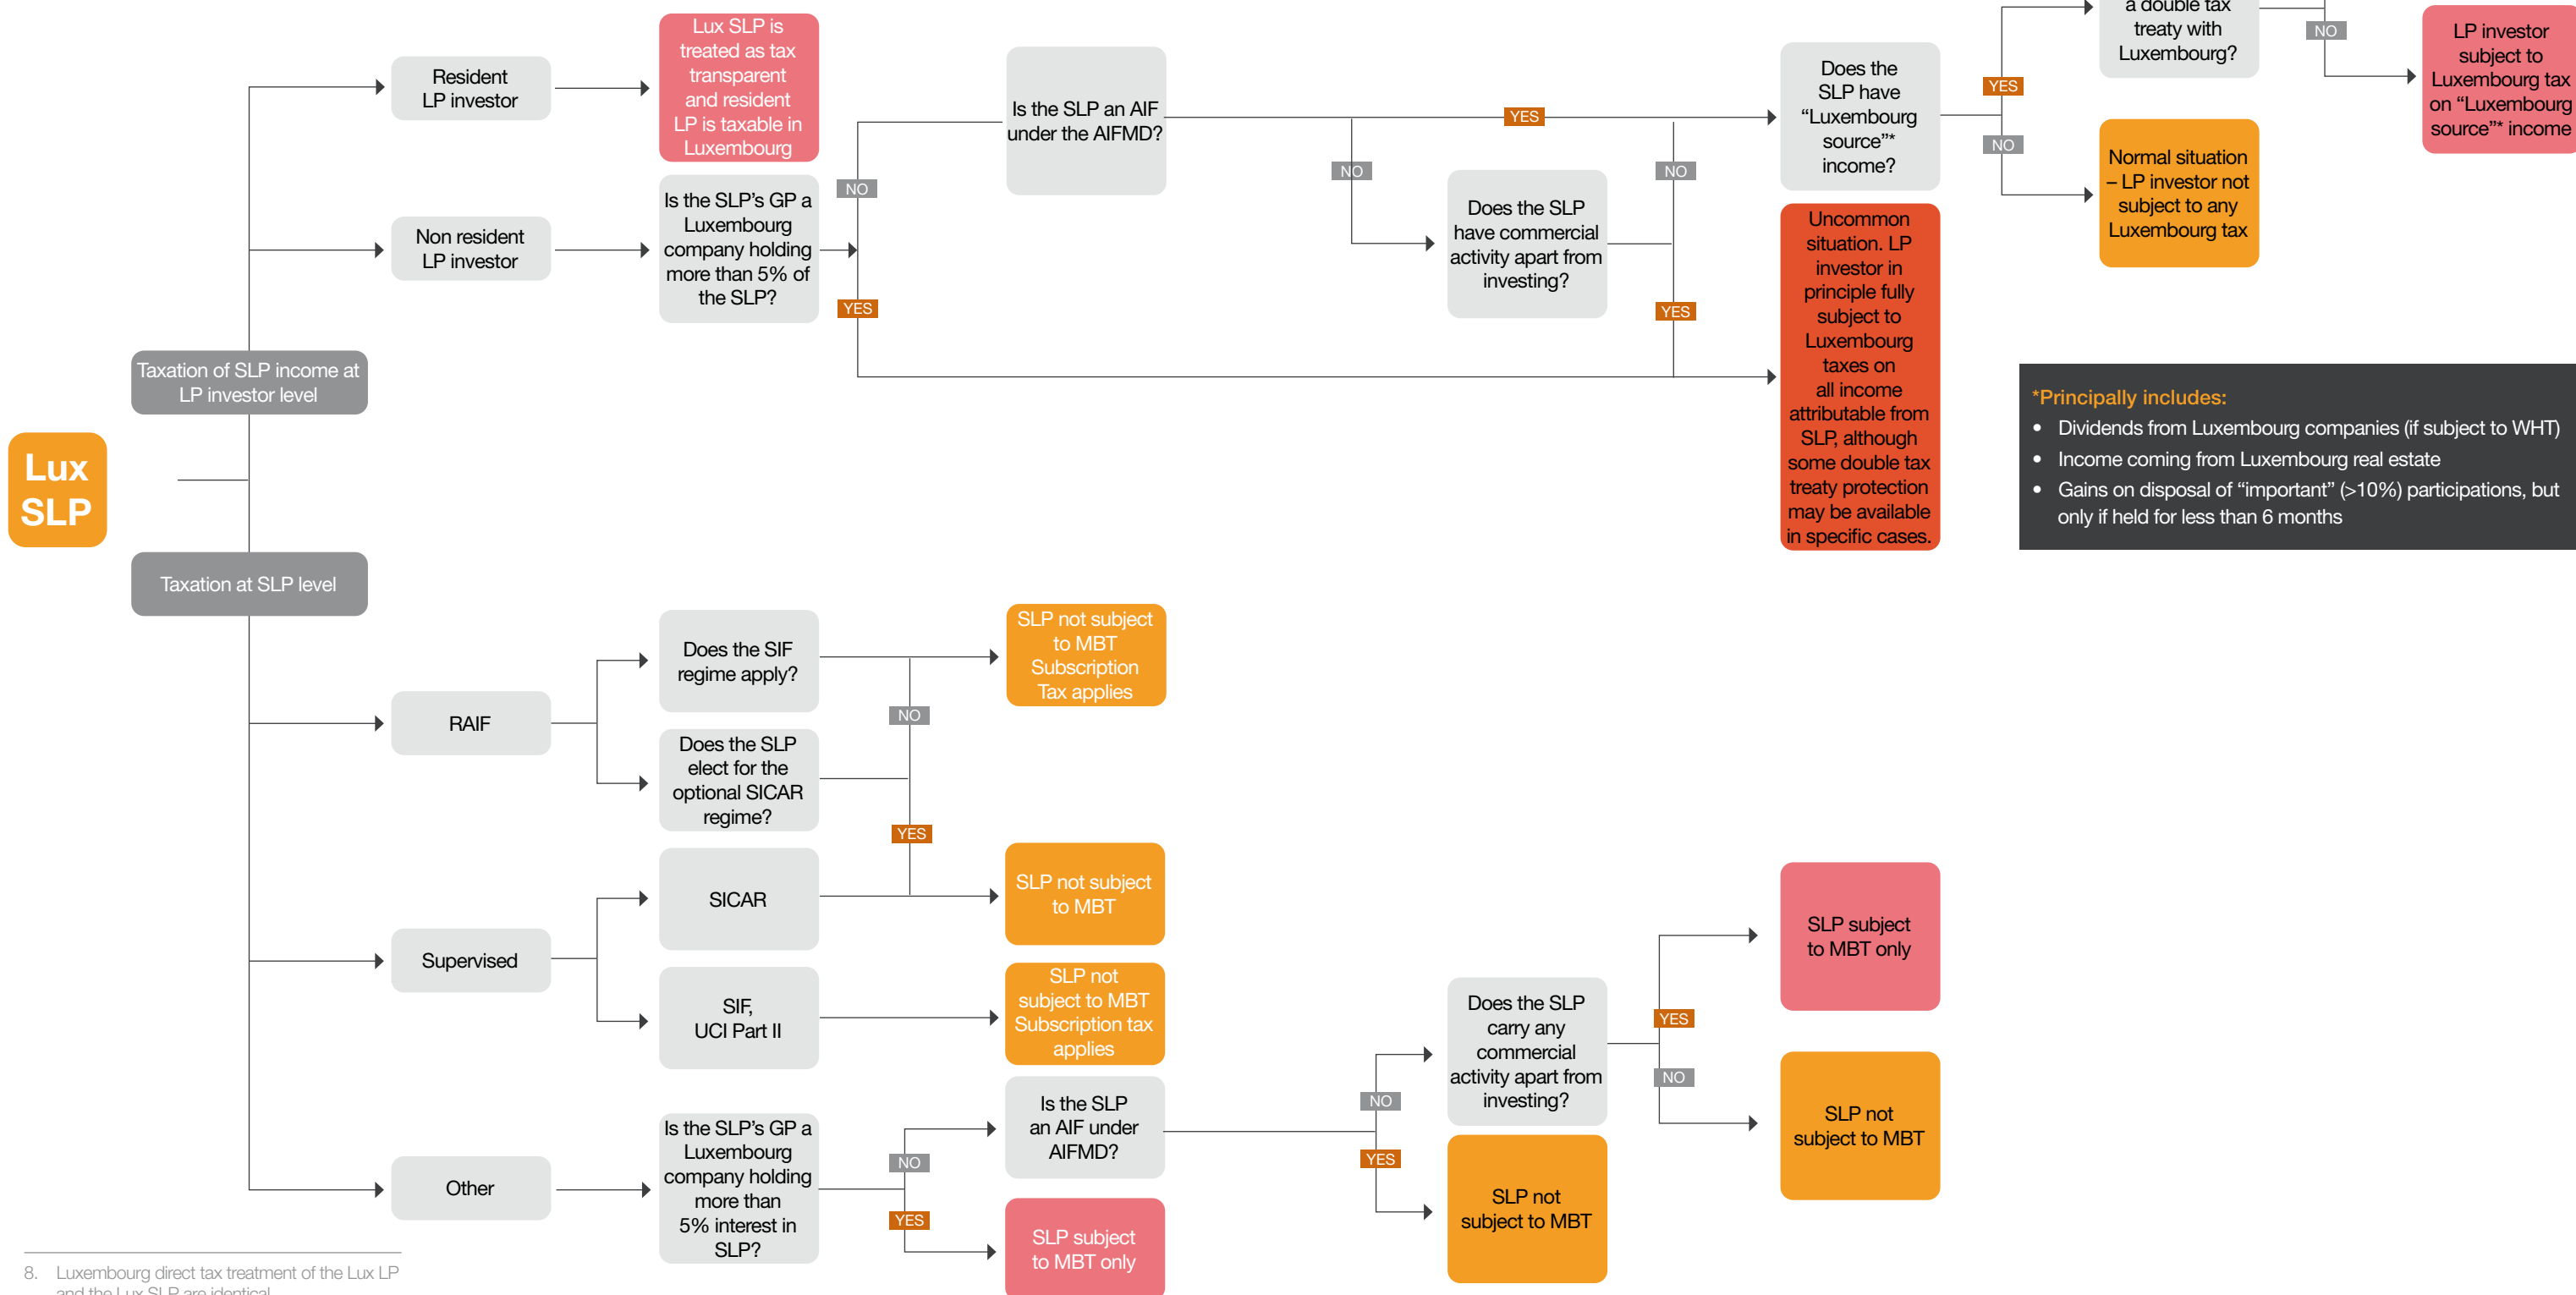 Lux
SLP
Taxation of SLP income at
LP investor level
Resident
LP investor
Lux SLP is
treated as tax
transparent
and resident
LP is taxable in
Luxembourg
Non resident
LP investor
Is the SLP's GP a
Luxembourg
company holding
more than 5% of
the SLP?
NO
YES
Is the SLP an AIF
under the AIFMD?
YES
NO
Does the SLP
have commercial
activity apart from
investing?
NO
YES
Does the
SLP have
“Luxembourg
source”*
income?
Uncommon
situation. LP
investor in
principle fully
subject to
Luxembourg
taxes on
all income
attributable from
SLP, although
some double tax
treaty protection
may be available
in specific cases.
YES
NO
a double tax
treaty with
Luxembourg?
NO
LP investor
subject to
Luxembourg tax
on “Luxembourg
source”* income
Normal situation
– LP investor not
subject to any
Luxembourg tax
*Principally includes:
• Dividends from Luxembourg companies (if subject to WHT)
• Income coming from Luxembourg real estate
• Gains on disposal of “important” (>10%) participations, but
only if held for less than 6 months
Taxation at SLP level
RAIF
Does the SIF
regime apply?
Does the SLP
elect for the
optional SICAR
regime?
NO
YES
SLP not subject
to MBT
Subscription
Tax applies
Supervised
SICAR
SLP not subject
to MBT
SIF,
UCI Part II
SLP not
subject to MBT
Subscription tax
applies
Other
Is the SLP's GP a
Luxembourg
company holding
more than
5% interest in
SLP?
NO
YES
Is the SLP
an AIF under
AIFMD?
SLP subject
to MBT only
NO
YES
Does the SLP
carry any
commercial
activity apart from
investing?
SLP not
subject to MBT
YES
NO
SLP subject
to MBT only
SLP not
subject to MBT
8. Luxembourg direct tax treatment of the Lux LP
and the Lux SLP are identical